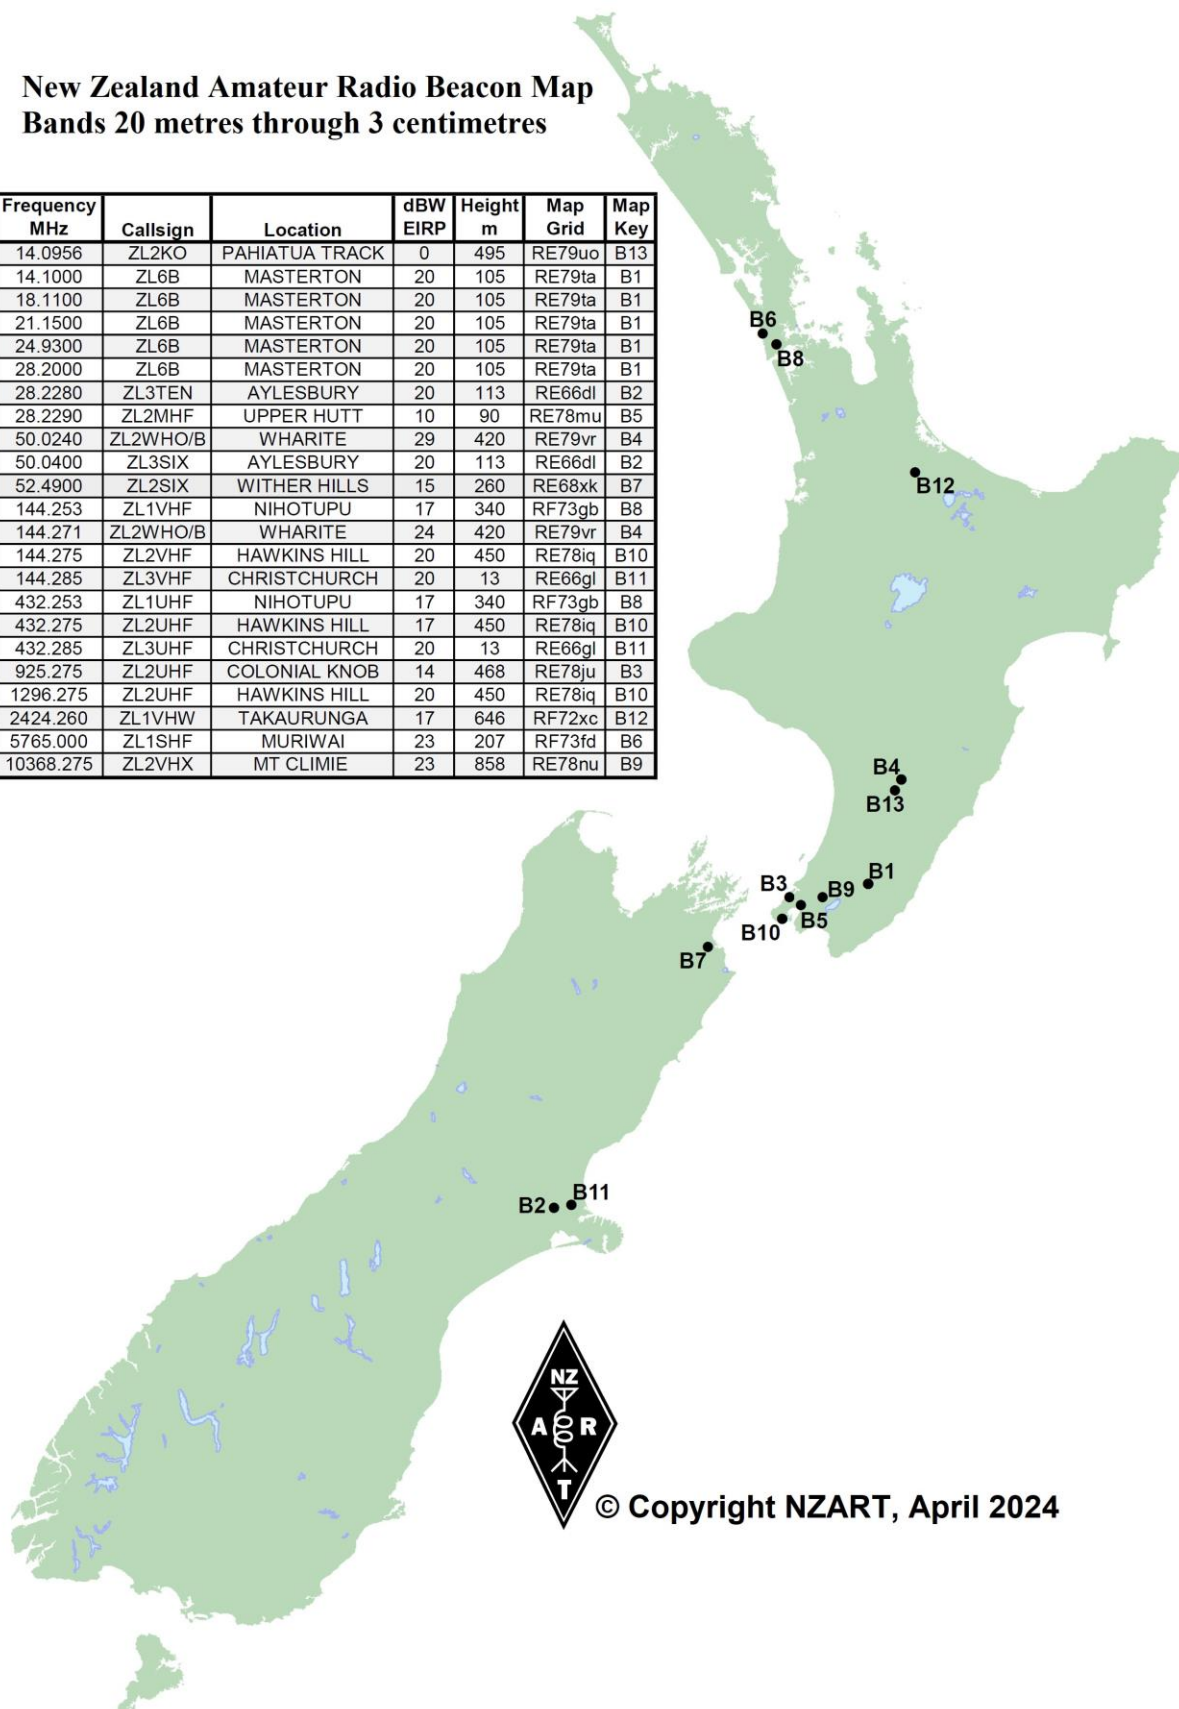 New Zealand Amateur Radio Beacon Map
Bands 20 metres through 3 centimetres
Frequency MHz Callsign Location dBW EIRP Height m Map Grid Map Key
14.0956 ZL2KO PAHIATUA TRACK 0 495 RE79uo B13
14.1000 ZL6B MASTERTON 20 105 RE79ta B1
18.1100 ZL6B MASTERTON 20 105 RE79ta B1
21.1500 ZL6B MASTERTON 20 105 RE79ta B1
24.9300 ZL6B MASTERTON 20 105 RE79ta B1
28.2000 ZL6B MASTERTON 20 105 RE79ta B1
28.2280 ZL3TEN AYLESBURY 20 113 RE66dl B2
28.2290 ZL2MHF UPPER HUTT 10 90 RE78mu B5
50.0240 ZL2WHO/B WHARITE 29 420 RE79vr B4
50.0400 ZL3SIX AYLESBURY 20 113 RE66dl B2
52.4900 ZL2SIX WITHER HILLS 15 260 RE68xk B7
144.253 ZL1VHF NIHOTUPU 17 340 RF73gb B8
144.271 ZL2WHO/B WHARITE 24 420 RE79vr B4
144.275 ZL2VHF HAWKINS HILL 20 450 RE78iq B10
144.285 ZL3VHF CHRISTCHURCH 20 13 RE66gl B11
432.253 ZL1UHF NIHOTUPU 17 340 RF73gb B8
432.275 ZL2UHF HAWKINS HILL 17 450 RE78iq B10
432.285 ZL3UHF CHRISTCHURCH 20 13 RE66gl B11
925.275 ZL2UHF COLONIAL KNOB 14 468 RE78ju B3
1296.275 ZL2UHF HAWKINS HILL 20 450 RE78iq B10
2424.260 ZL1VHW TAKAURUNGA 17 646 RF72xc B12
5765.000 ZL1SHF MURIWAI 23 207 RF73fd B6
10368.275 ZL2VHX MT CLIMIE 23 858 RE78nu B9
B6
B8
B12
B4
B13
B1
B3
B9
B5
B10
B7
B11
B2
NZ
A R
T
© Copyright NZART, April 2024